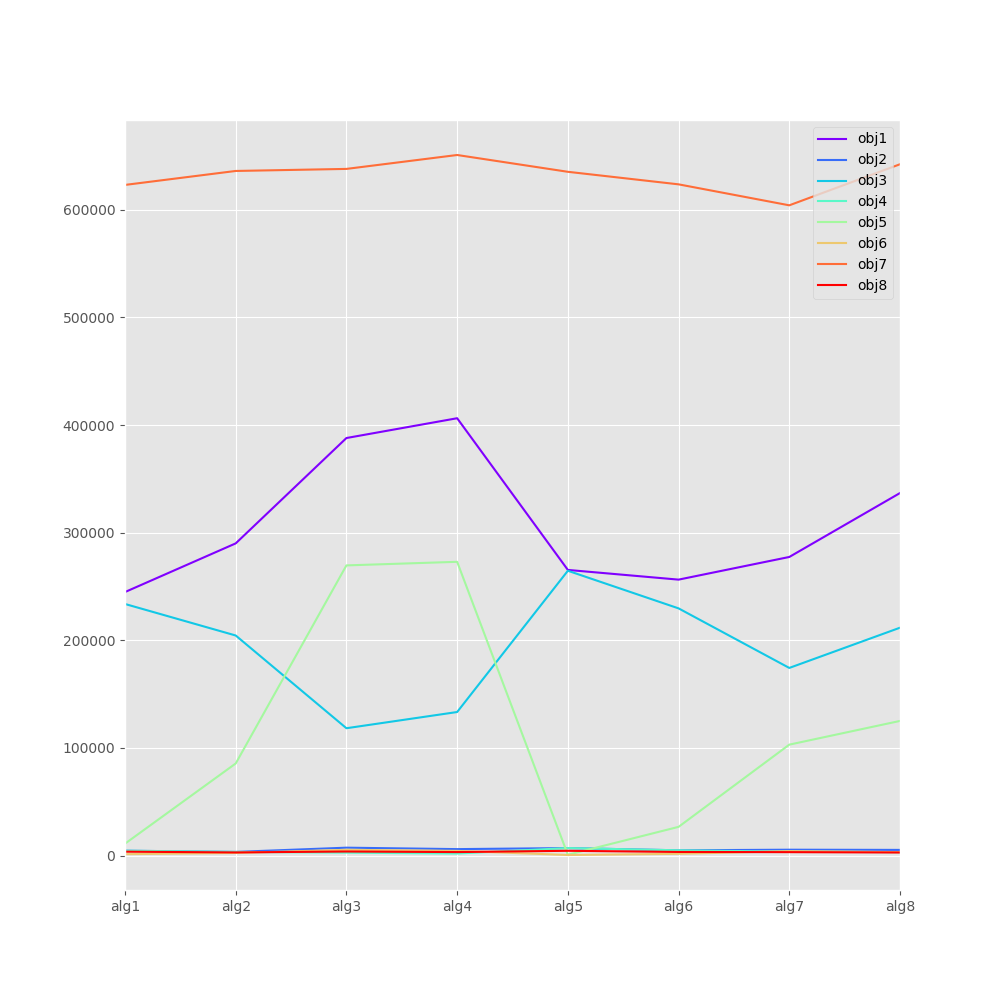 obj1
obj2
obj3
obj4
obj5
obj6
obj7
obj8
600000
500000
400000
300000
200000
100000
0
alg1 alg2 alg3 alg4 alg5 alg6 alg7 alg8